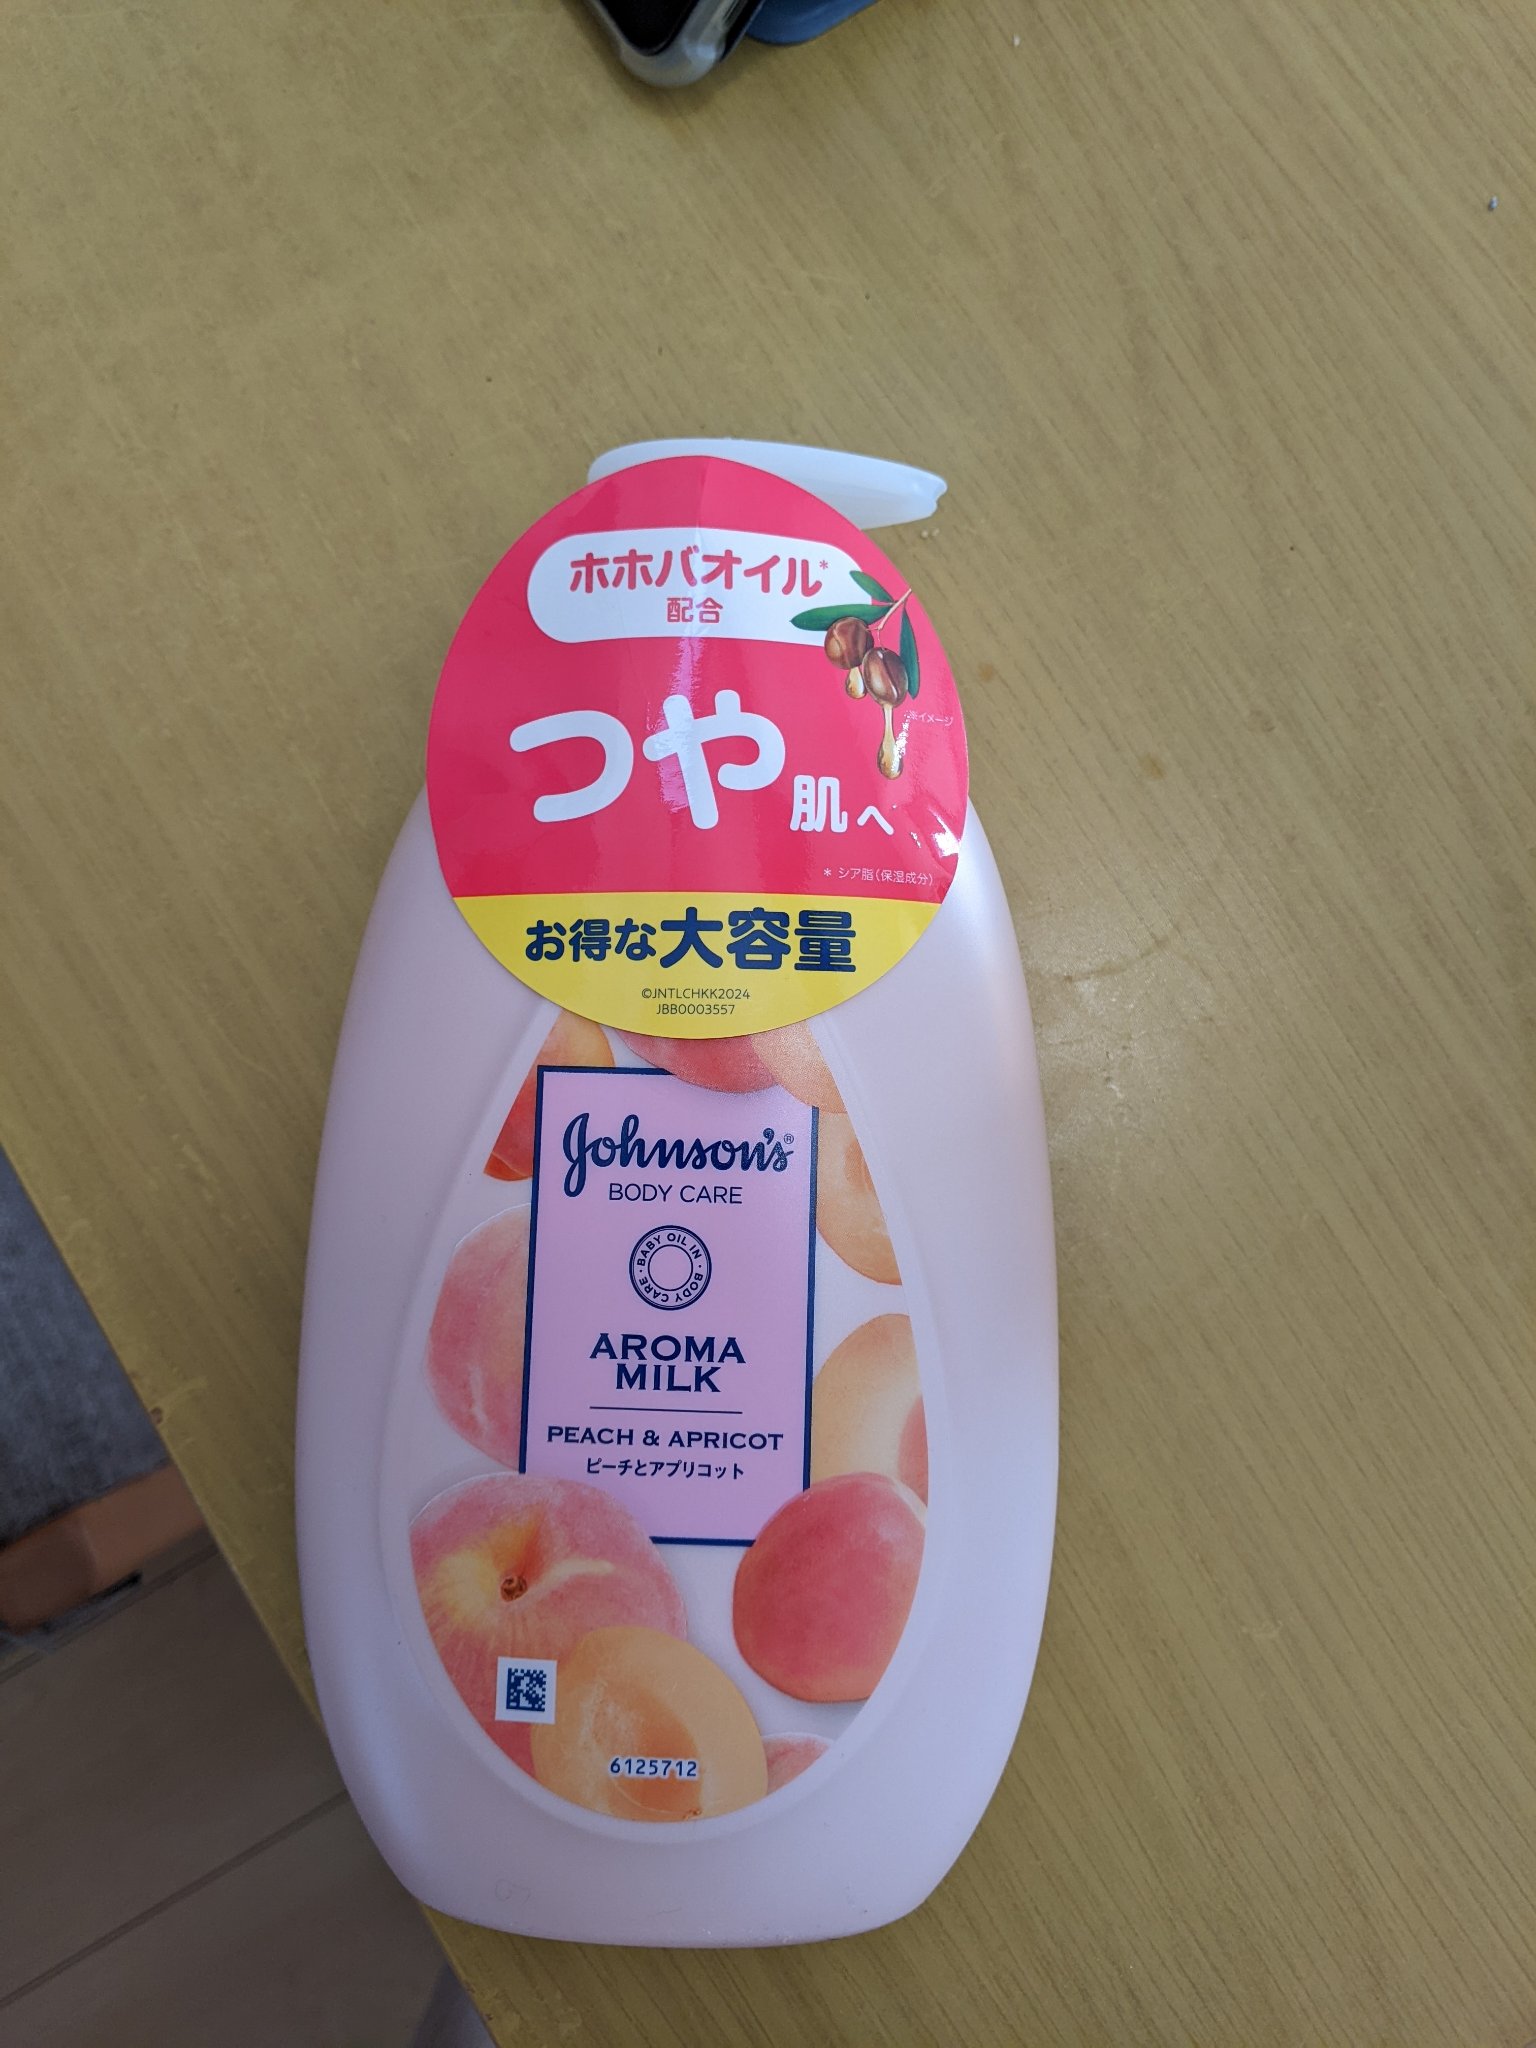 ホホバオイル*
配合
つや肌へ
※イメージ
* シア脂(保湿成分)
お得な大容量
©JNTLCHKK2024
JBB0003557
Johnson's®
BODY CARE
BABY OIL IN • BODY CARE •
AROMA
MILK
PEACH & APRICOT
ピーチとアプリコット
6125712